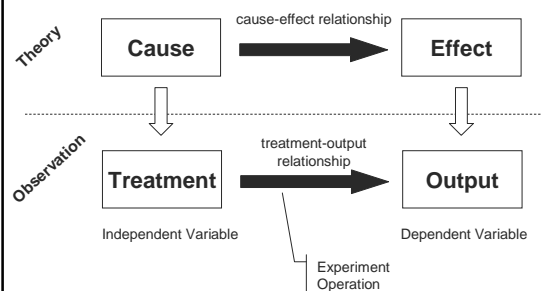 cause-effect relationship
Theory
Cause
Effect
Observation
treatment-output
relationship
Treatment
Output
Independent Variable
Dependent Variable
Experiment
Operation